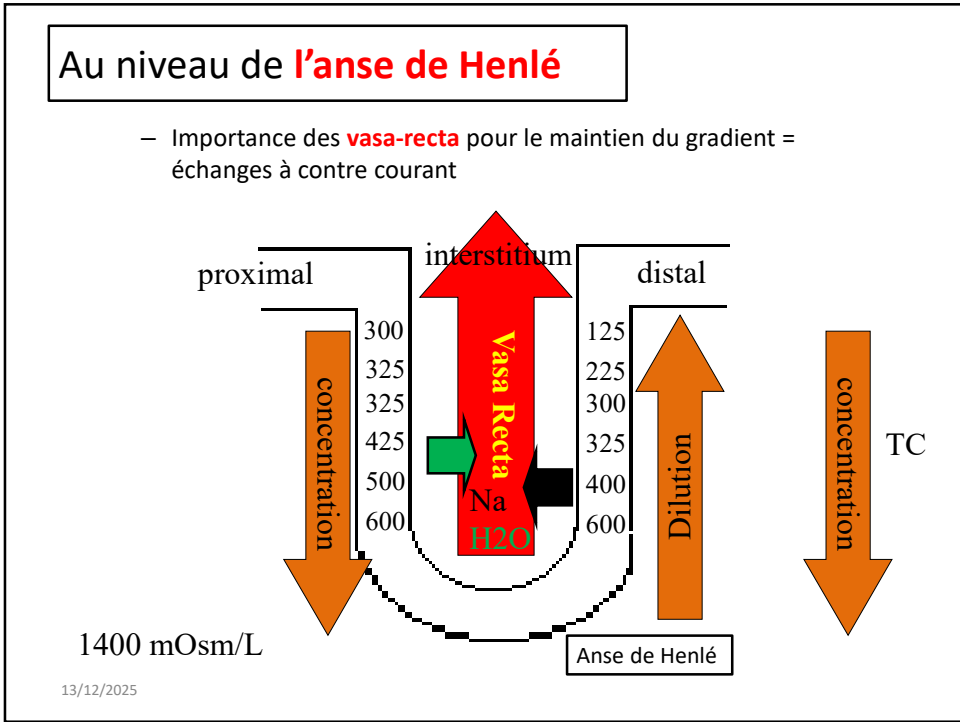 Au niveau de l’anse de Henlé
– Importance des vasa-recta pour le maintien du gradient =
échanges à contre courant
interstitium
proximal
distal
300
325
325
425
500
600
concentration
Vasa Recta
Na
H2O
125
225
300
325
400
600
Dilution
concentration
TC
1400 mOsm/L
Anse de Henlé
13/12/2025